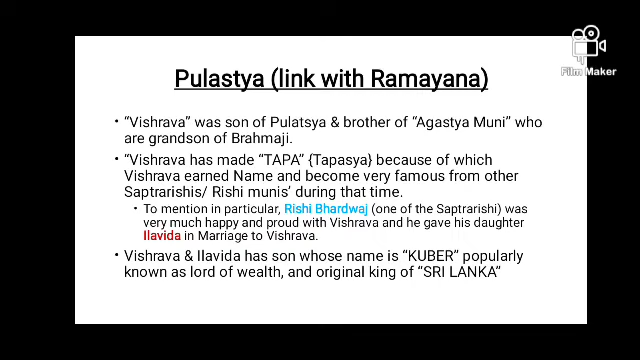 Film Maker
Pulastya (link with Ramayana)
• “Vishrava” was son of Pulatsya & brother of “Agastya Muni” who
are grandson of Brahmaji.
• “Vishrava has made “TAPA” {Tapasya} because of which
Vishrava earned Name and become very famous from other
Saptrarishis/ Rishi munis’ during that time.
• To mention in particular, Rishi Bhardwaj (one of the Saptrarishi) was
very much happy and proud with Vishrava and he gave his daughter
Ilavida in Marriage to Vishrava.
• Vishrava & Ilavida has son whose name is “KUBER” popularly
known as lord of wealth, and original king of “SRI LANKA”